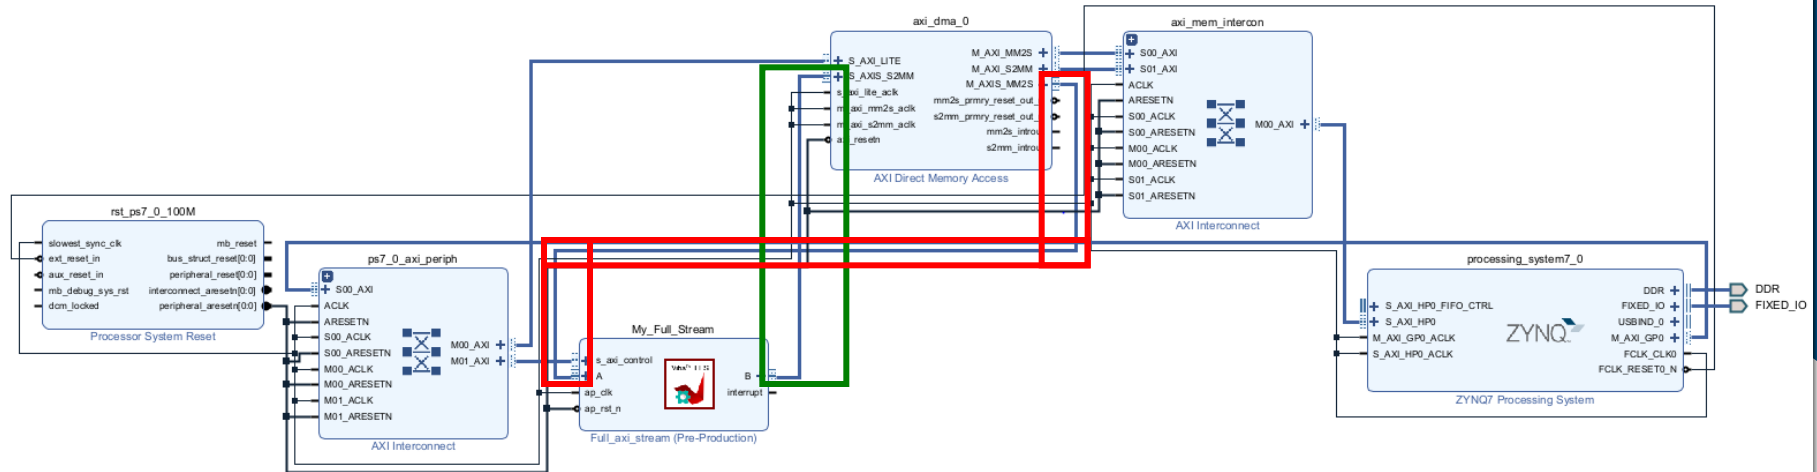 axi_dma_0
S_AXI_LITE
S_AXIS_S2MM
s_axi_lite_aclk
m_axi_mm2s_aclk
m_axi_s2mm_aclk
axi_resetn
M_AXI_MM2S
M_AXI_S2MM
M_AXIS_MM2S
mm2s_prmry_reset_out_
s2mm_prmry_reset_out_
mm2s_introu
s2mm_introu
AXI Direct Memory Access
axi_mem_intercon
S00_AXI
S01_AXI
ACLK
ARESETN
S00_ACLK
S00_ARESETN
M00_ACLK
M00_ARESETN
S01_ACLK
S01_ARESETN
M00_AXI
AXI Interconnect
rst_ps7_0_100M
slowest_sync_clk
ext_reset_in
aux_reset_in
mb_debug_sys_rst
dcm_locked
mb_reset
bus_struct_reset[0:0]
peripheral_reset[0:0]
interconnect_aresetn[0:0]
peripheral_aresetn[0:0]
Processor System Reset
ps7_0_axi_periph
S00_AXI
ACLK
ARESETN
S00_ACLK
S00_ARESETN
M00_ACLK
M00_ARESETN
M01_ACLK
M01_ARESETN
M00_AXI
M01_AXI
AXI Interconnect
My_Full_Stream
s_axi_control
A
ap_clk
ap_rst_n
B
interrupt
Full_axi_stream (Pre-Production)
processing_system7_0
S_AXI_HP0_FIFO_CTRL
S_AXI_HP0
M_AXI_GP0_ACLK
S_AXI_HP0_ACLK
ZYNQ
DDR
FIXED_IO
USBIND_0
M_AXI_GP0
FCLK_CLK0
FCLK_RESET0_N
ZYNQ7 Processing System
DDR
FIXED_IO